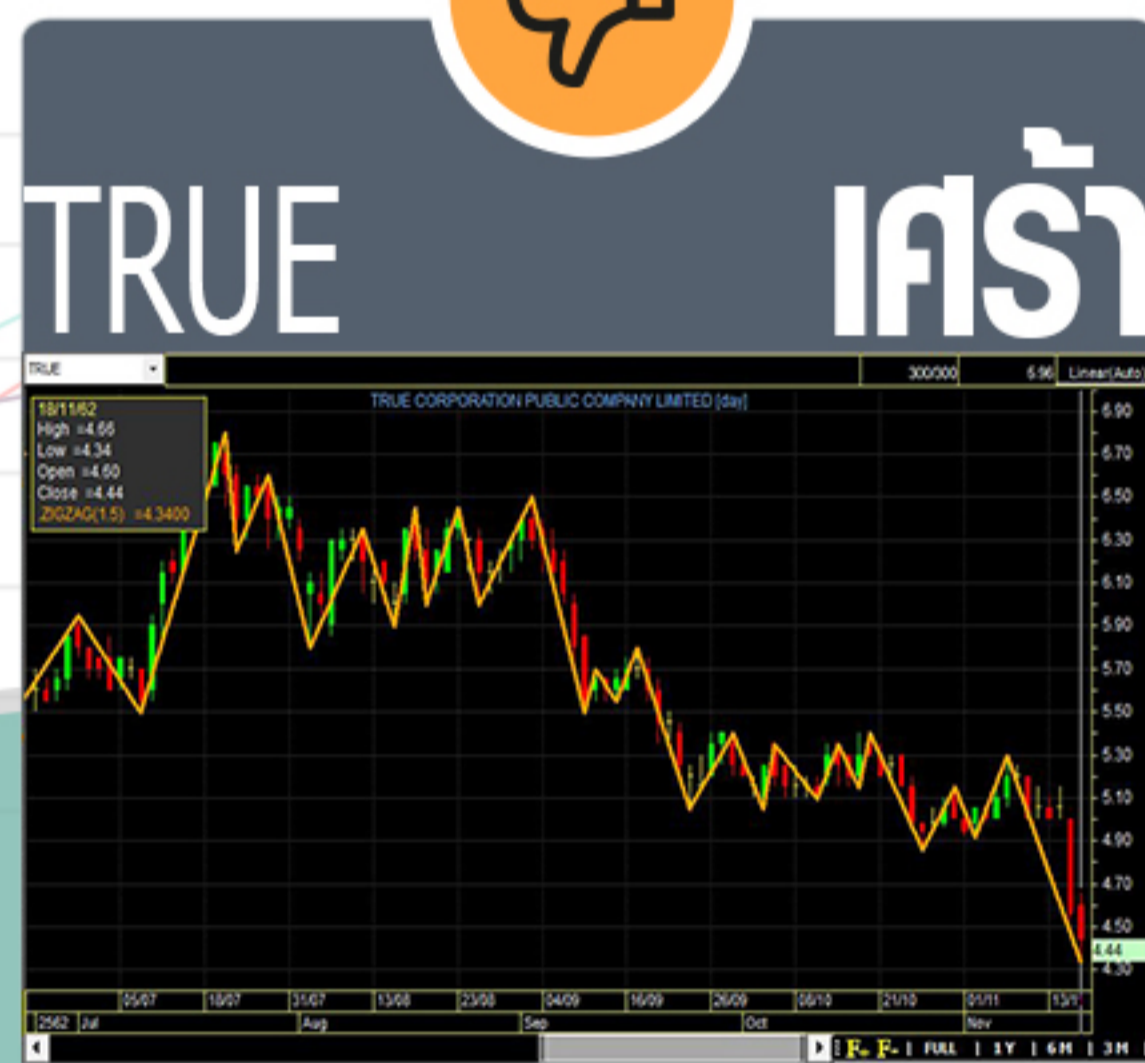 TRUE เศร้า
TRUE 300/300 6.96 Linear(Auto)
TRUE CORPORATION PUBLIC COMPANY LIMITED [day]
18/11/62
High =4.66
Low =4.34
Open =4.60
Close =4.44
ZIGZAG(1.5) =4.3400
6.90
6.70
6.50
6.30
6.10
5.90
5.70
5.50
5.30
5.10
4.90
4.70
4.50
4.44
4.30
05/07 18/07 31/07 13/08 23/08 04/09 16/09 26/09 08/10 21/10 01/11 13/1
2562 Jul Aug Sep Oct Nov
F+ F- | FULL | 1Y | 6M | 3M